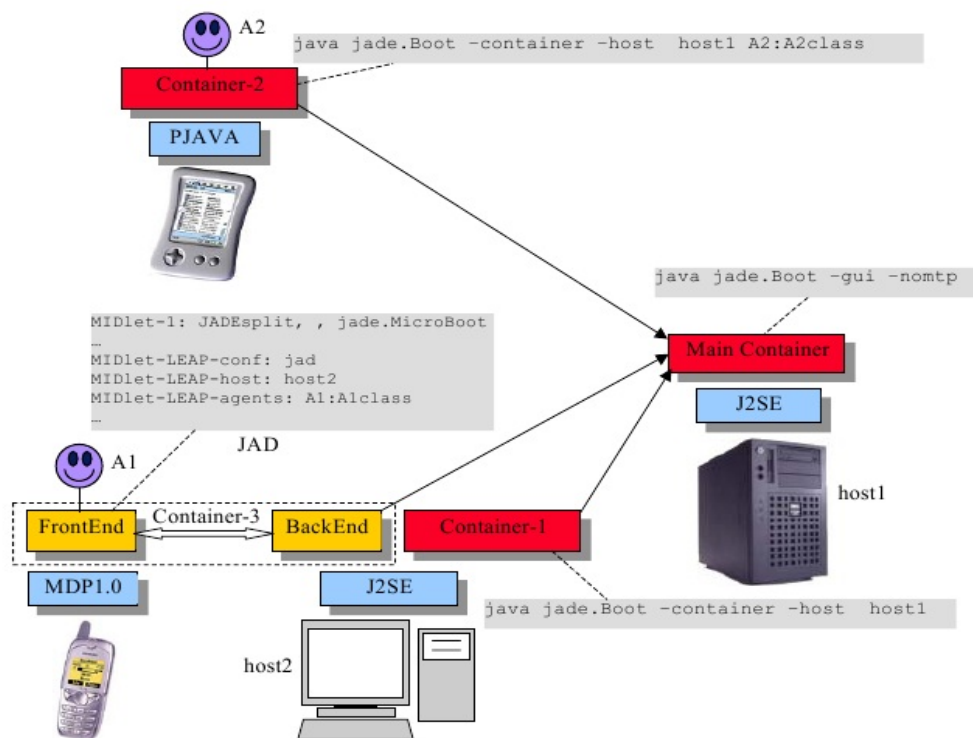 A2
java jade.Boot –container –host host1 A2:A2class
Container-2
PJAVA
java jade.Boot –gui –nomtp
MIDlet-1: JADEsplit, , jade.MicroBoot
…
MIDlet-LEAP-conf: jad
MIDlet-LEAP-host: host2
MIDlet-LEAP-agents: A1:A1class
…
Main Container
J2SE
JAD
A1
host1
FrontEnd
Container-3
BackEnd
Container-1
MDP1.0
J2SE
java jade.Boot –container –host host1
host2